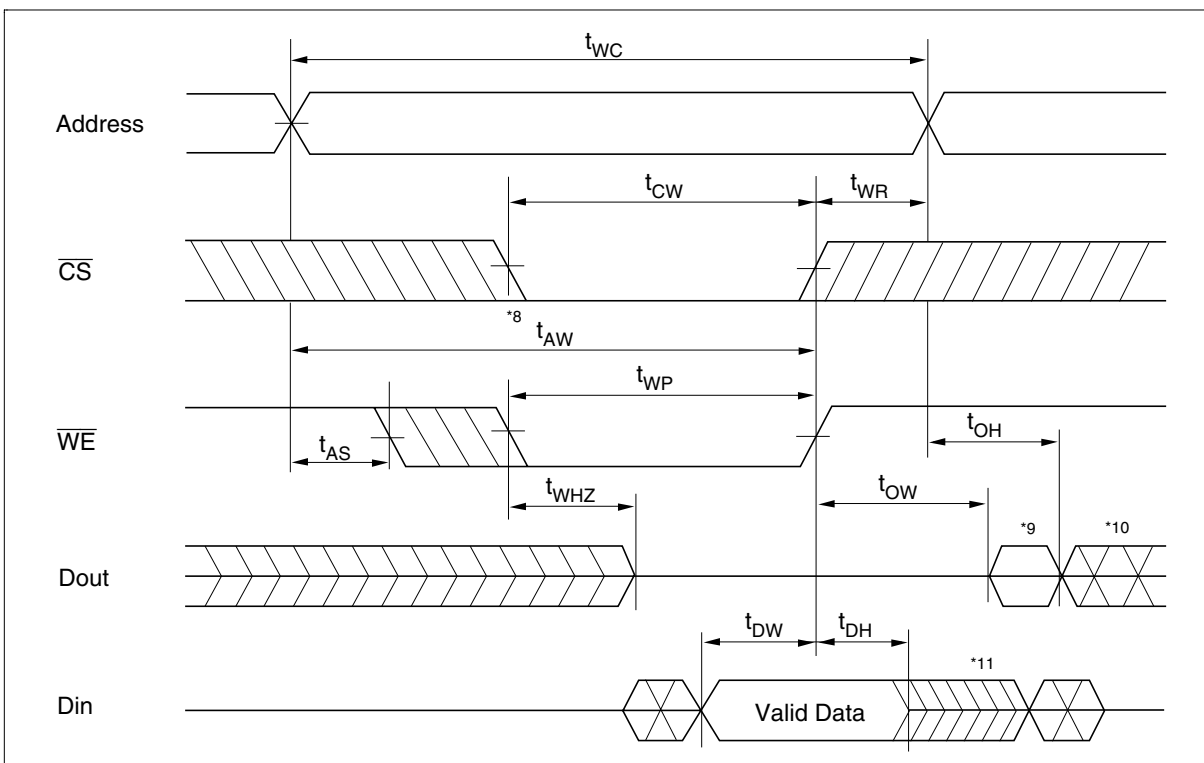 tWC
Address
tCW
tWR
CS
*8
tAW
tWP
WE
tAS
tOH
tWHZ
tOW
*9
*10
Dout
tDW
tDH
*11
Din
Valid Data